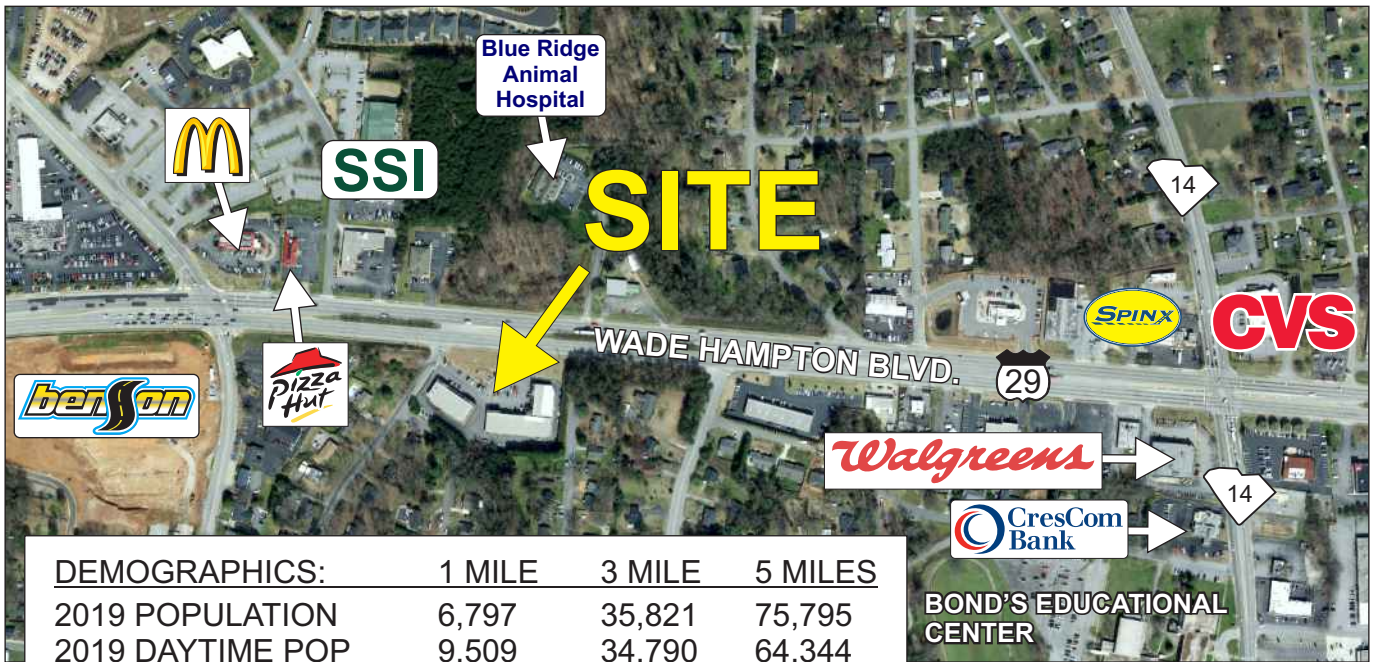 Blue Ridge
Animal
Hospital
M
SSI
SITE
14
SPINX
CVS
WADE HAMPTON BLVD.
29
benson
Pizza
Hut
Walgreens
14
CresCom
Bank
BOND'S EDUCATIONAL
CENTER
DEMOGRAPHICS: 1 MILE 3 MILE 5 MILES
2019 POPULATION 6,797 35,821 75,795
2019 DAYTIME POP 9,509 34,790 64,344